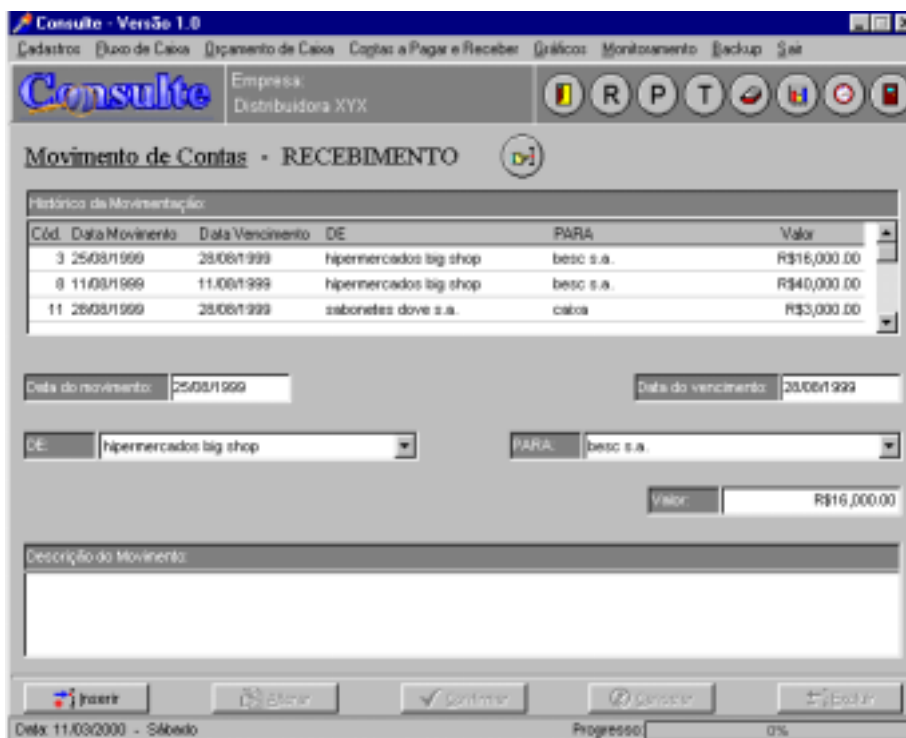 Consulte - Versão 1.0
Cadastros Fluxo de Caixa Orçamento de Caixa Contas a Pagar e Receber Gráficos Monitoramento Backup Sair
Consulte
Empresa:
Distribuidora XYX
R P T
Movimento de Contas - RECEBIMENTO
Histórico da Movimentação:
Cód. Data Movimento Data Vencimento DE PARA Valor
3 25/08/1999 28/08/1999 hipermercados big shop besc s.a. R$16,000.00
8 11/08/1999 11/08/1999 hipermercados big shop besc s.a. R$40,000.00
11 28/08/1999 28/08/1999 sabonetes dove s.a. caixa R$3,000.00
Data do movimento: 25/08/1999 Data do vencimento: 28/08/1999
DE: hipermercados big shop PARA: besc s.a.
Valor: R$16,000.00
Descrição do Movimento:
Inserir Alterar Confirmar Cancelar Excluir
Data: 11/03/2000 - Sábado Progresso: 0%